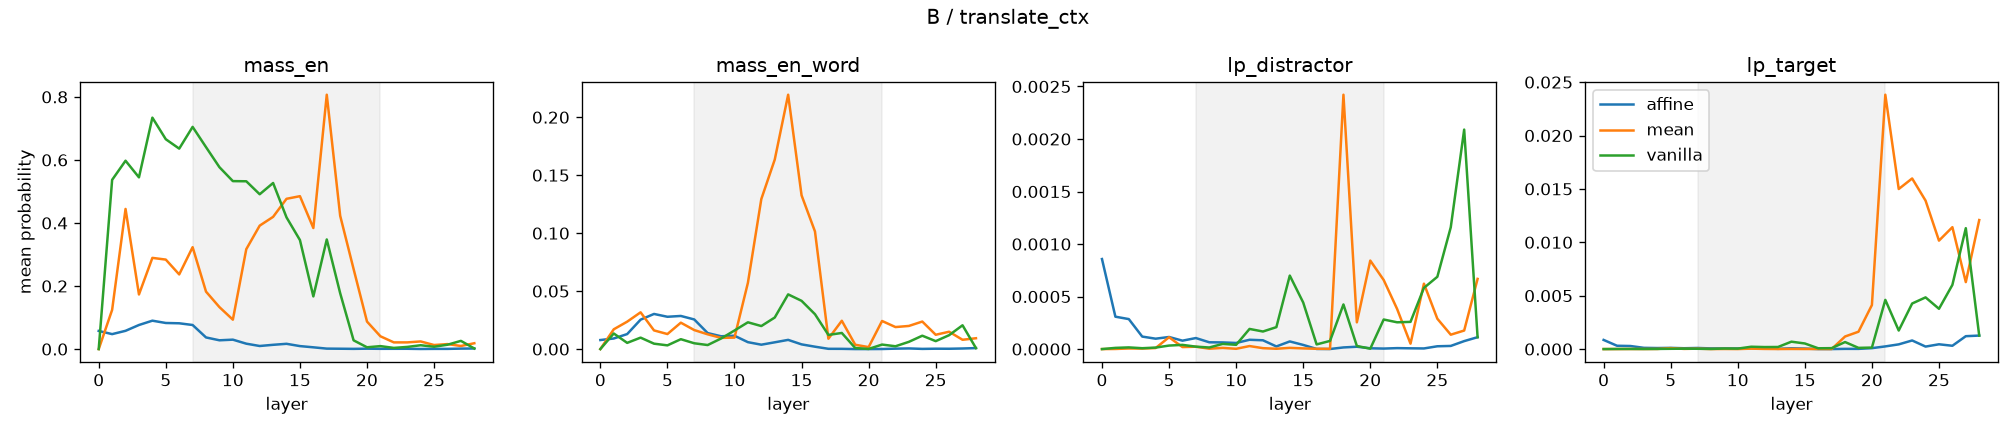 B / translate_ctx
mass_en
mean probability
0.8
0.6
0.4
0.2
0.0
0 5 10 15 20 25
layer
mass_en_word
0.20
0.15
0.10
0.05
0.00
0 5 10 15 20 25
layer
lp_distractor
0.0025
0.0020
0.0015
0.0010
0.0005
0.0000
0 5 10 15 20 25
layer
lp_target
0.025
0.020
0.015
0.010
0.005
0.000
affine
mean
vanilla
0 5 10 15 20 25
layer